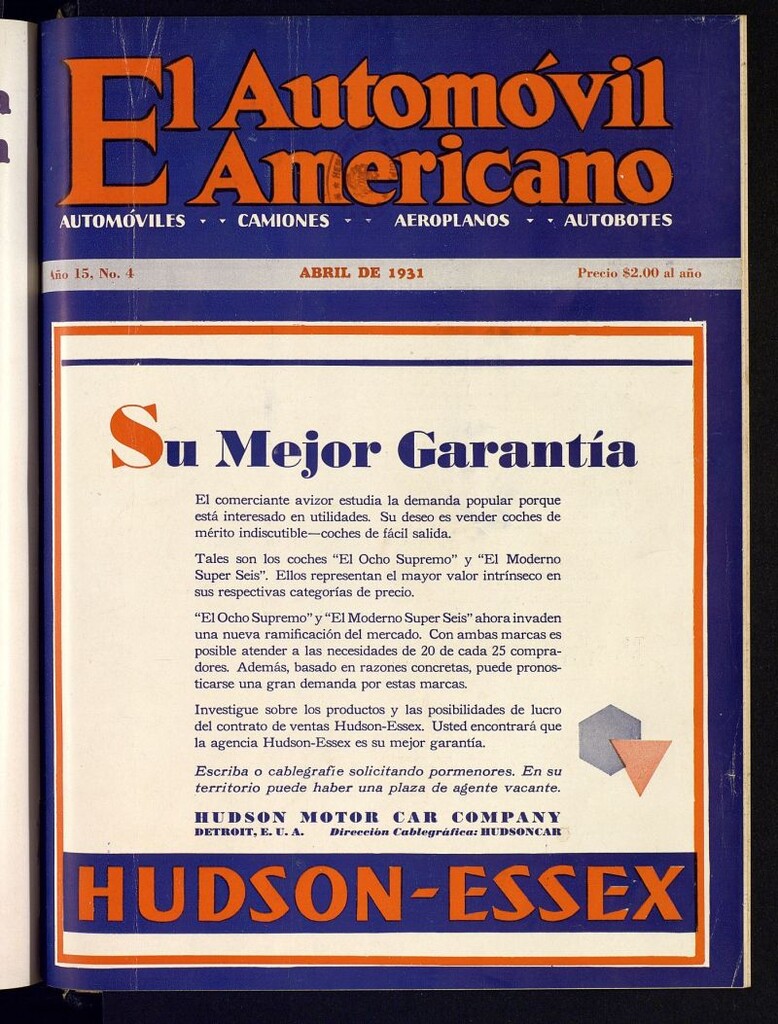 El Automóvil
Americano
AUTOMÓVILES - - CAMIONES - - AEROPLANOS - - AUTOBOTES
Año 15, No. 4 ABRIL DE 1931 Precio $2.00 al año
Su Mejor Garantía
El comerciante avizor estudia la demanda popular porque
está interesado en utilidades. Su deseo es vender coches de
mérito indiscutible—coches de fácil salida.
Tales son los coches "El Ocho Supremo" y "El Moderno
Super Seis". Ellos representan el mayor valor intrínseco en
sus respectivas categorías de precio.
"El Ocho Supremo" y "El Moderno Super Seis" ahora invaden
una nueva ramificación del mercado. Con ambas marcas es
posible atender a las necesidades de 20 de cada 25 compra-
dores. Además, basado en razones concretas, puede pronos-
ticarse una gran demanda por estas marcas.
Investigue sobre los productos y las posibilidades de lucro
del contrato de ventas Hudson-Essex. Usted encontrará que
la agencia Hudson-Essex es su mejor garantía.
Escriba o cablegrafíe solicitando pormenores. En su
territorio puede haber una plaza de agente vacante.
HUDSON MOTOR CAR COMPANY
DETROIT, E. U. A. Dirección Cablegráfica: HUDSONCAR
HUDSON-ESSEX